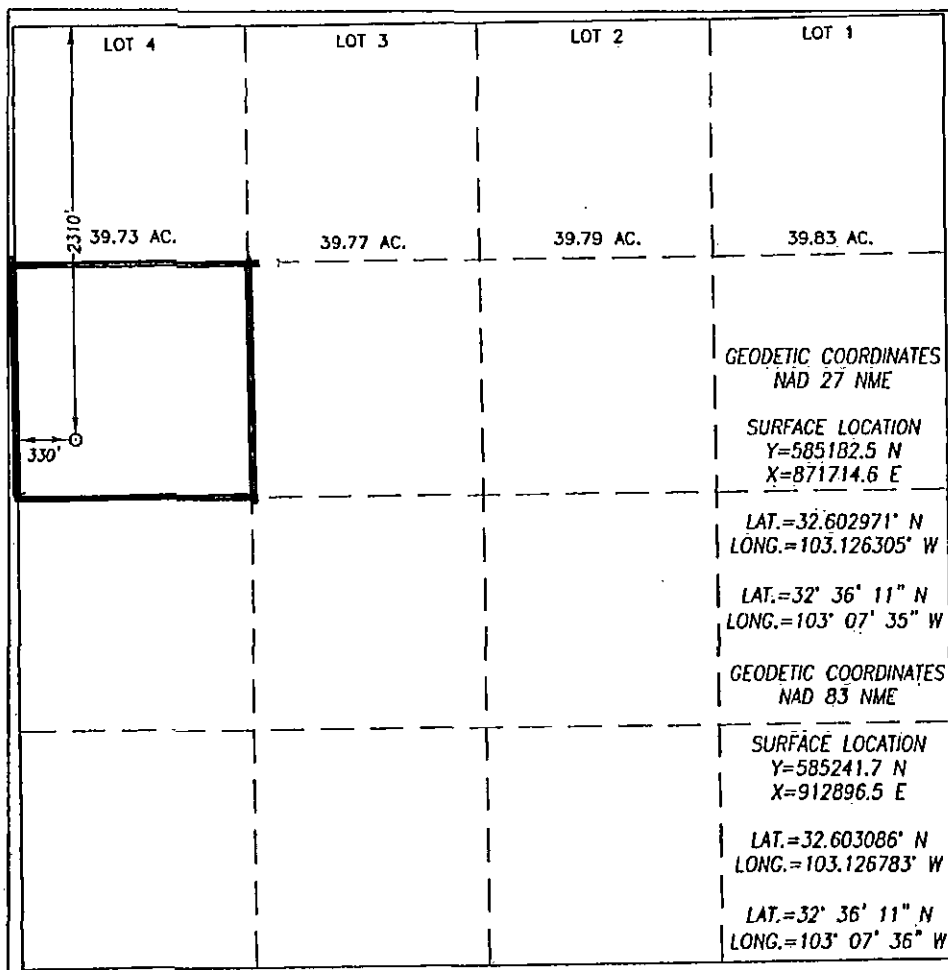 LOT 4
LOT 3
LOT 2
LOT 1
2310'
39.73 AC.
39.77 AC.
39.79 AC.
39.83 AC.
330'
GEODETIC COORDINATES
NAD 27 NME
SURFACE LOCATION
Y=585182.5 N
X=871714.6 E
LAT.=32.602971° N
LONG.=103.126305° W
LAT.=32° 36' 11" N
LONG.=103° 07' 35" W
GEODETIC COORDINATES
NAD 83 NME
SURFACE LOCATION
Y=585241.7 N
X=912896.5 E
LAT.=32.603086° N
LONG.=103.126783° W
LAT.=32° 36' 11" N
LONG.=103° 07' 36" W